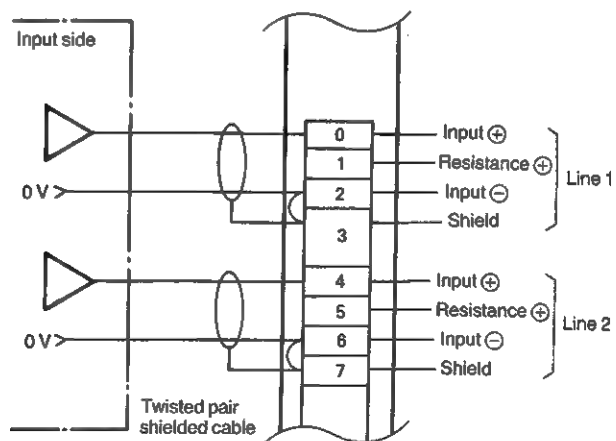 Input side
0 Input ⊕
1 Resistance ⊕
Line 1
0 V 2 Input ⊖
3 Shield
4 Input ⊕
5 Resistance ⊕
Line 2
0 V 6 Input ⊖
7 Shield
Twisted pair
shielded cable